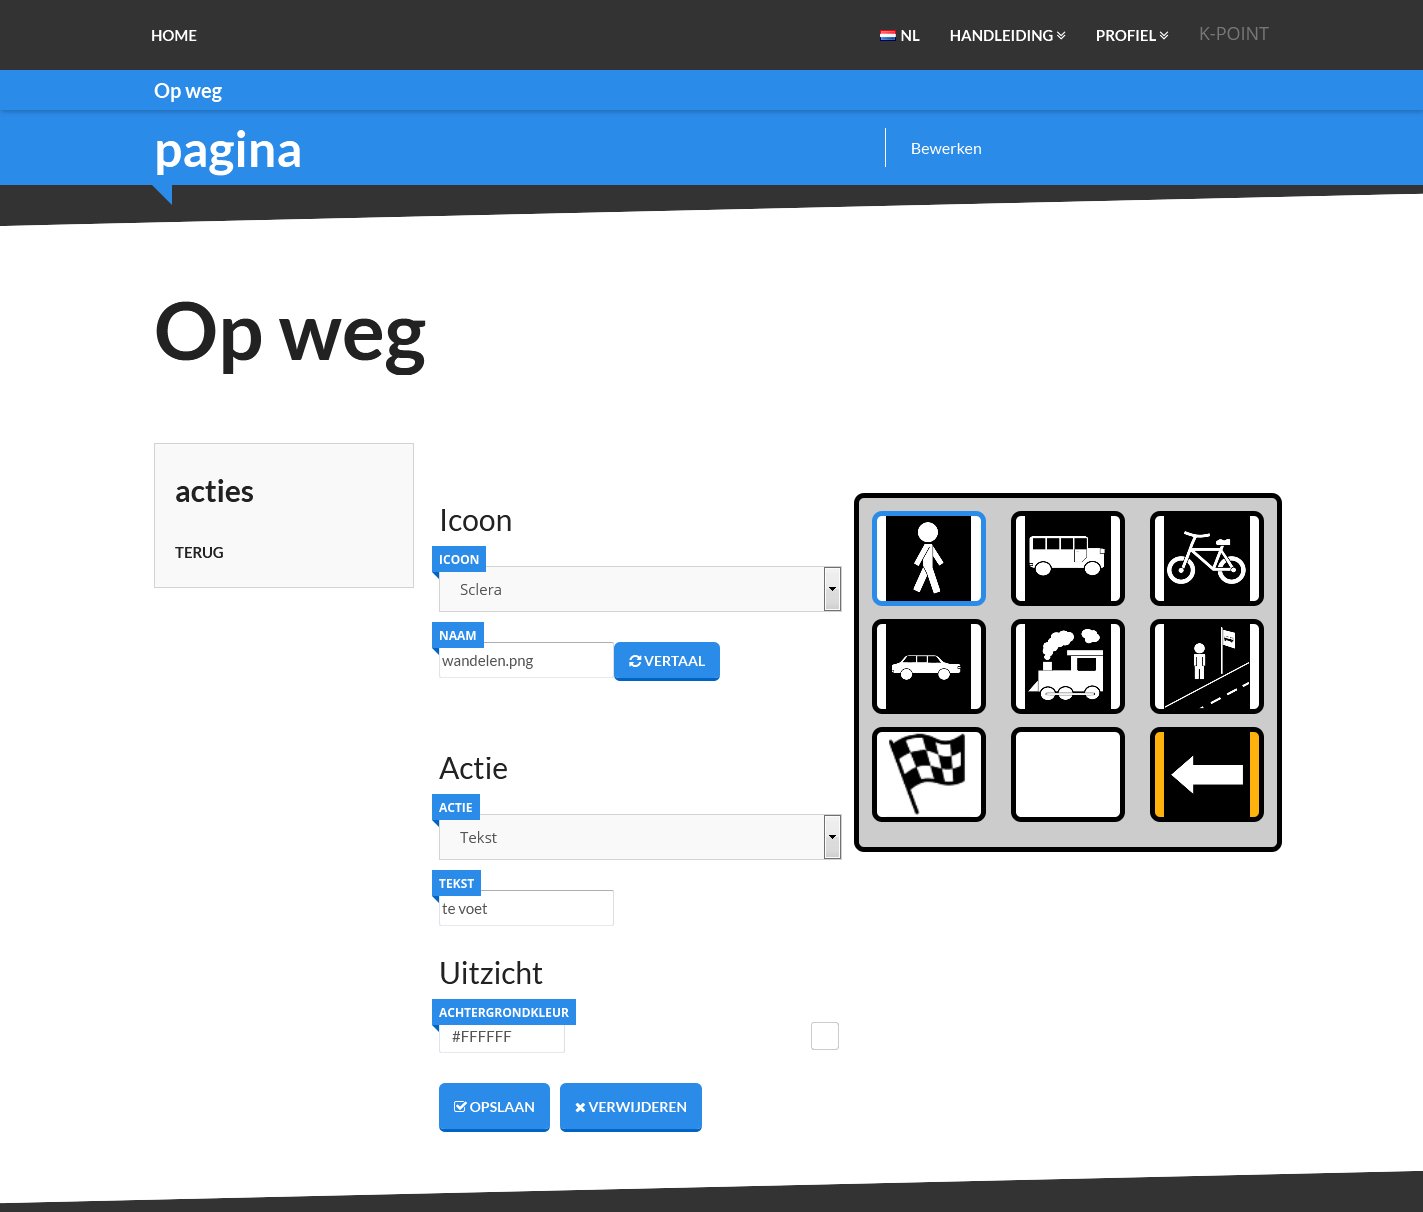 HOME
NL
HANDLEIDING
PROFIEL
K-POINT
Op weg
pagina
Bewerken
Op weg
acties
TERUG
Icoon
ICOON
Sclera
NAAM
wandelen.png
VERTAAL
Actie
ACTIE
Tekst
TEKST
te voet
Uitzicht
ACHTERGRONDKLEUR
#FFFFFF
OPSLAAN
VERWIJDEREN